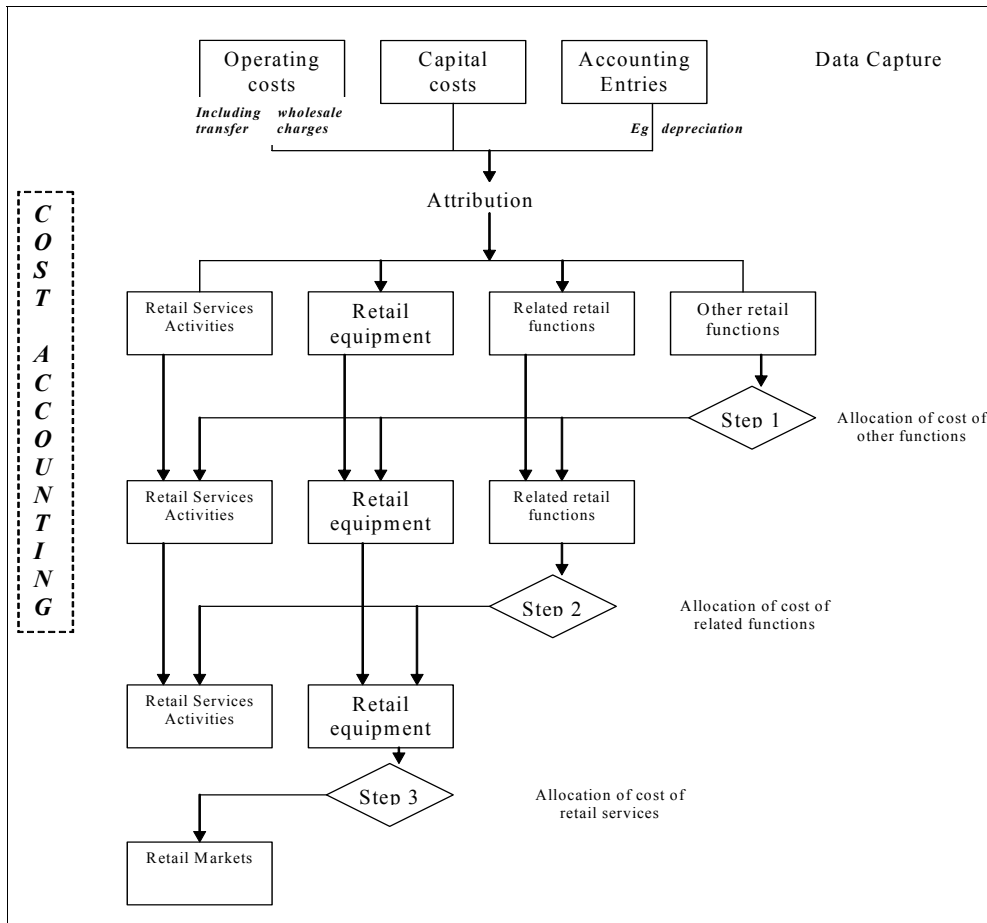 Operating
costs
Capital
costs
Accounting
Entries
Data Capture
Including wholesale
transfer charges
Eg depreciation
Attribution
COST ACCOUNTING
Retail Services
Activities
Retail
equipment
Related retail
functions
Other retail
functions
Step 1
Allocation of cost of
other functions
Retail Services
Activities
Retail
equipment
Related retail
functions
Step 2
Allocation of cost of
related functions
Retail Services
Activities
Retail
equipment
Step 3
Allocation of cost of
retail services
Retail Markets